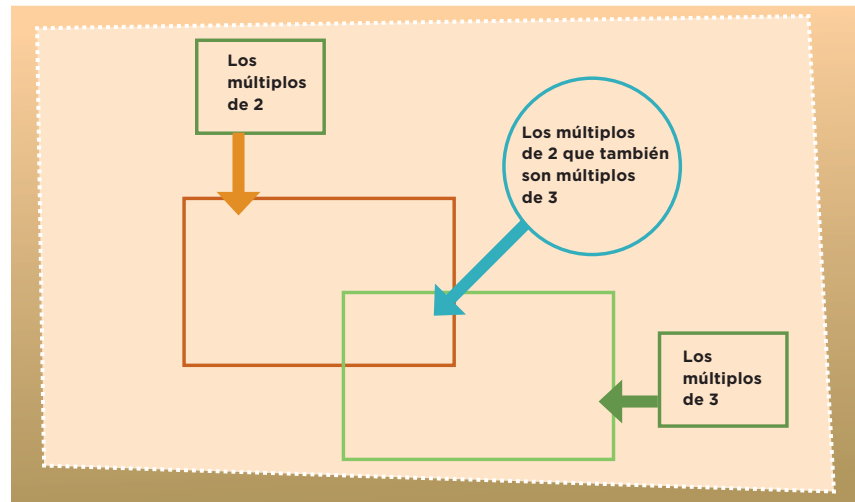 Los
múltiplos
de 2
Los múltiplos
de 2 que también
son múltiplos
de 3
Los
múltiplos
de 3